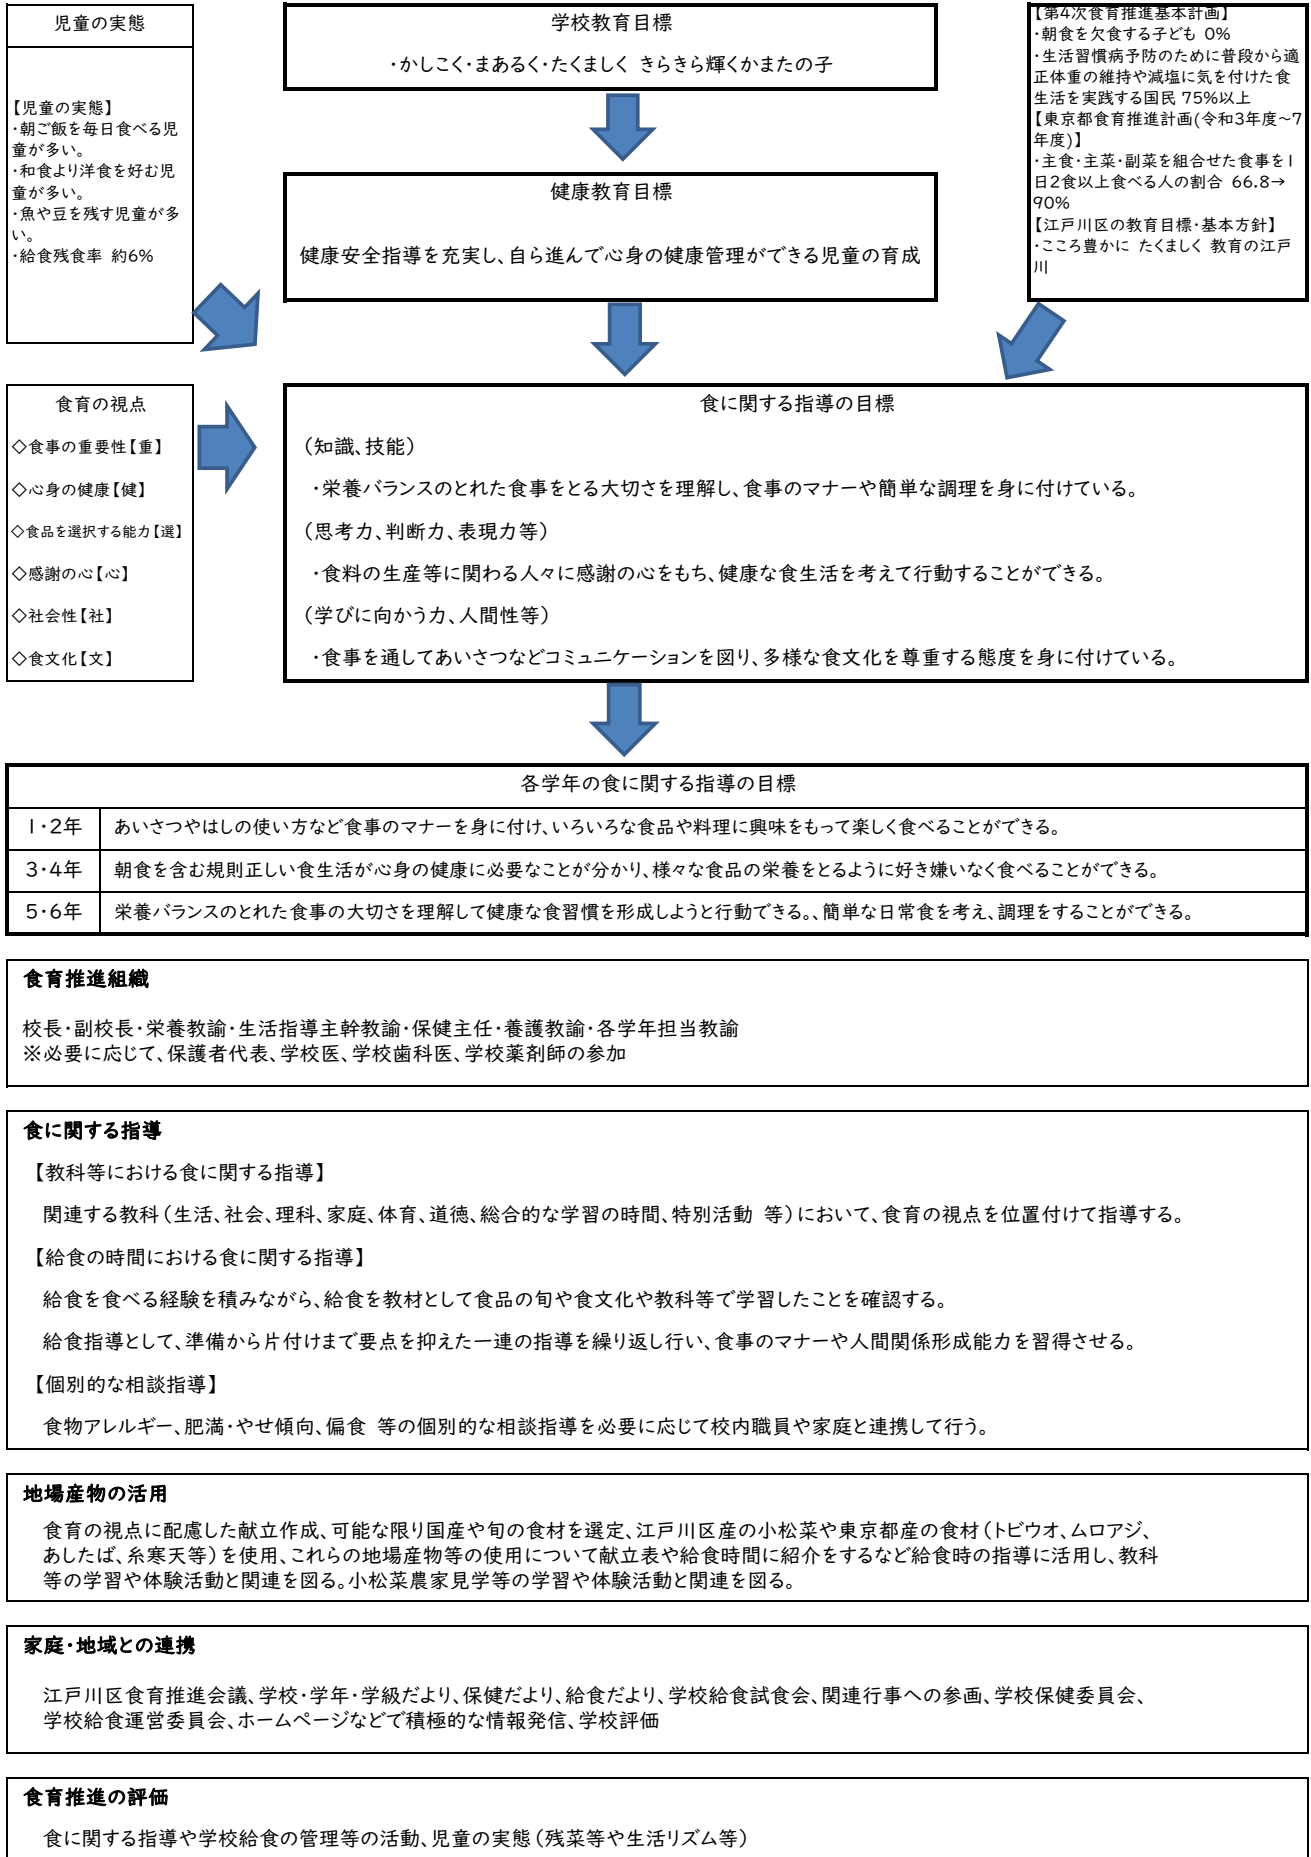 児童の実態
【児童の実態】
・朝ご飯を毎日食べる児
童が多い。
・和食より洋食を好む児
童が多い。
・魚や豆を残す児童が多
い。
・給食残食率 約6%
学校教育目標
・かしこく・まあるく・たくましく きらきら輝くかまたの子
健康教育目標
健康安全指導を充実し、自ら進んで心身の健康管理ができる児童の育成
【第4次食育推進基本計画】
・朝食を欠食する子ども 0%
・生活習慣病予防のために普段から適
正体重の維持や減塩に気を付けた食
生活を実践する国民 75%以上
【東京都食育推進計画(令和3年度～7
年度)】
・主食・主菜・副菜を組合せた食事を1
日2食以上食べる人の割合 66.8→
90%
【江戸川区の教育目標・基本方針】
・こころ豊かに たくましく 教育の江戸
川
食育の視点
◇食事の重要性【重】
◇心身の健康【健】
◇食品を選択する能力【選】
◇感謝の心【心】
◇社会性【社】
◇食文化【文】
食に関する指導の目標
（知識、技能）
・栄養バランスのとれた食事をとる大切さを理解し、食事のマナーや簡単な調理を身に付けている。
（思考力、判断力、表現力等）
・食料の生産等に関わる人々に感謝の心をもち、健康な食生活を考えて行動することができる。
（学びに向かう力、人間性等）
・食事を通してあいさつなどコミュニケーションを図り、多様な食文化を尊重する態度を身に付けている。
各学年の食に関する指導の目標
1・2年 あいさつやはしの使い方など食事のマナーを身に付け、いろいろな食品や料理に興味をもって楽しく食べることができる。
3・4年 朝食を含む規則正しい食生活が心身の健康に必要なことが分かり、様々な食品の栄養をとるように好き嫌いなく食べることができる。
5・6年 栄養バランスのとれた食事の大切さを理解して健康な食習慣を形成しようと行動できる。、簡単な日常食を考え、調理をすることができる。
食育推進組織
校長・副校長・栄養教諭・生活指導主幹教諭・保健主任・養護教諭・各学年担当教諭
※必要に応じて、保護者代表、学校医、学校歯科医、学校薬剤師の参加
食に関する指導
【教科等における食に関する指導】
関連する教科（生活、社会、理科、家庭、体育、道徳、総合的な学習の時間、特別活動 等）において、食育の視点を位置付けて指導する。
【給食の時間における食に関する指導】
給食を食べる経験を積みながら、給食を教材として食品の旬や食文化や教科等で学習したことを確認する。
給食指導として、準備から片付けまで要点を抑えた一連の指導を繰り返し行い、食事のマナーや人間関係形成能力を習得させる。
【個別的な相談指導】
食物アレルギー、肥満・やせ傾向、偏食 等の個別的な相談指導を必要に応じて校内職員や家庭と連携して行う。
地場産物の活用
食育の視点に配慮した献立作成、可能な限り国産や旬の食材を選定、江戸川区産の小松菜や東京都産の食材（トビウオ、ムロアジ、
あしたば、糸寒天等）を使用、これらの地場産物等の使用について献立表や給食時間に紹介をするなど給食時の指導に活用し、教科
等の学習や体験活動と関連を図る。小松菜農家見学等の学習や体験活動と関連を図る。
家庭・地域との連携
江戸川区食育推進会議、学校・学年・学級だより、保健だより、給食だより、学校給食試食会、関連行事への参画、学校保健委員会、
学校給食運営委員会、ホームページなどで積極的な情報発信、学校評価
食育推進の評価
食に関する指導や学校給食の管理等の活動、児童の実態（残菜等や生活リズム等）